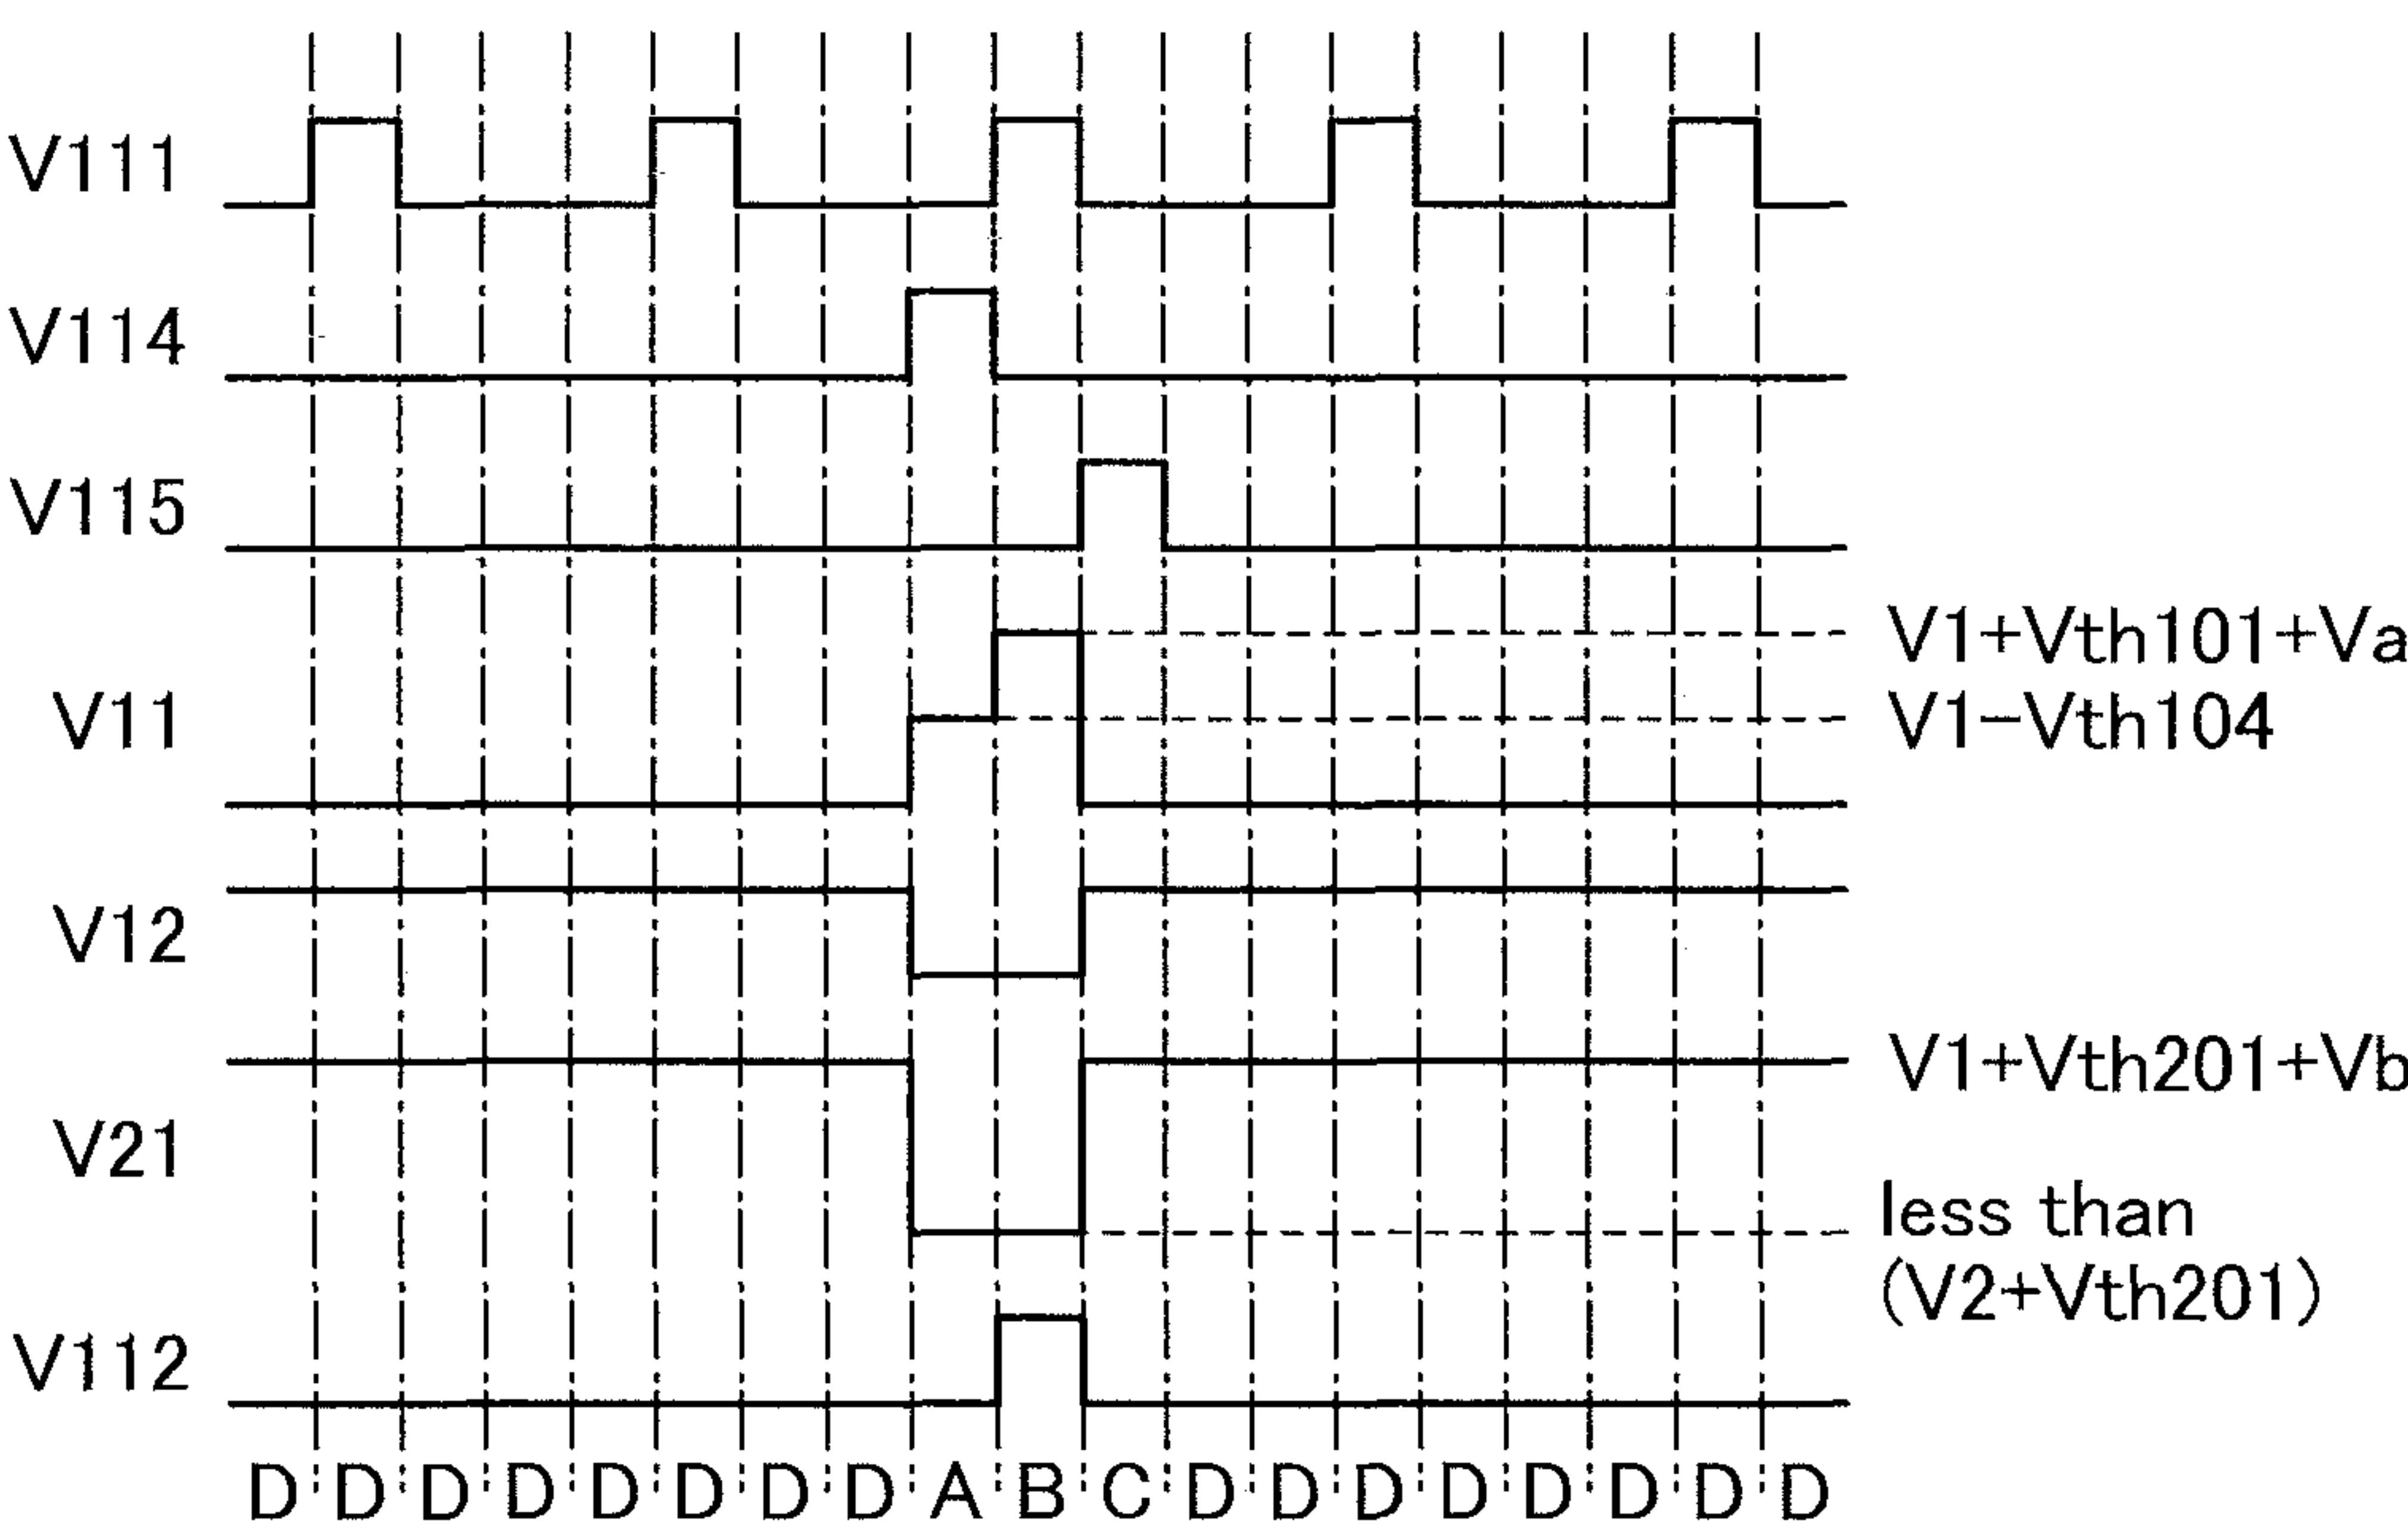 V111
V114
V115
V1+Vth101+Va
V11
V1-Vth104
V12
V1+Vth201+Vb
V21
less than
(V2+Vth201)
V112
D D D D D D D D A B C D D D D D D D D